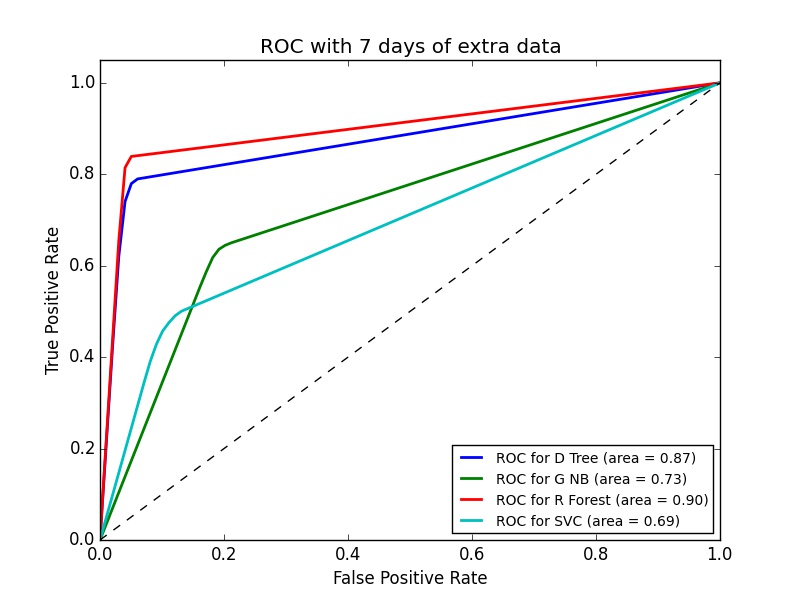 ROC with 7 days of extra data
True Positive Rate
1.0
0.8
0.6
0.4
0.2
0.0
ROC for D Tree (area = 0.87)
ROC for G NB (area = 0.73)
ROC for R Forest (area = 0.90)
ROC for SVC (area = 0.69)
0.0 0.2 0.4 0.6 0.8 1.0
False Positive Rate